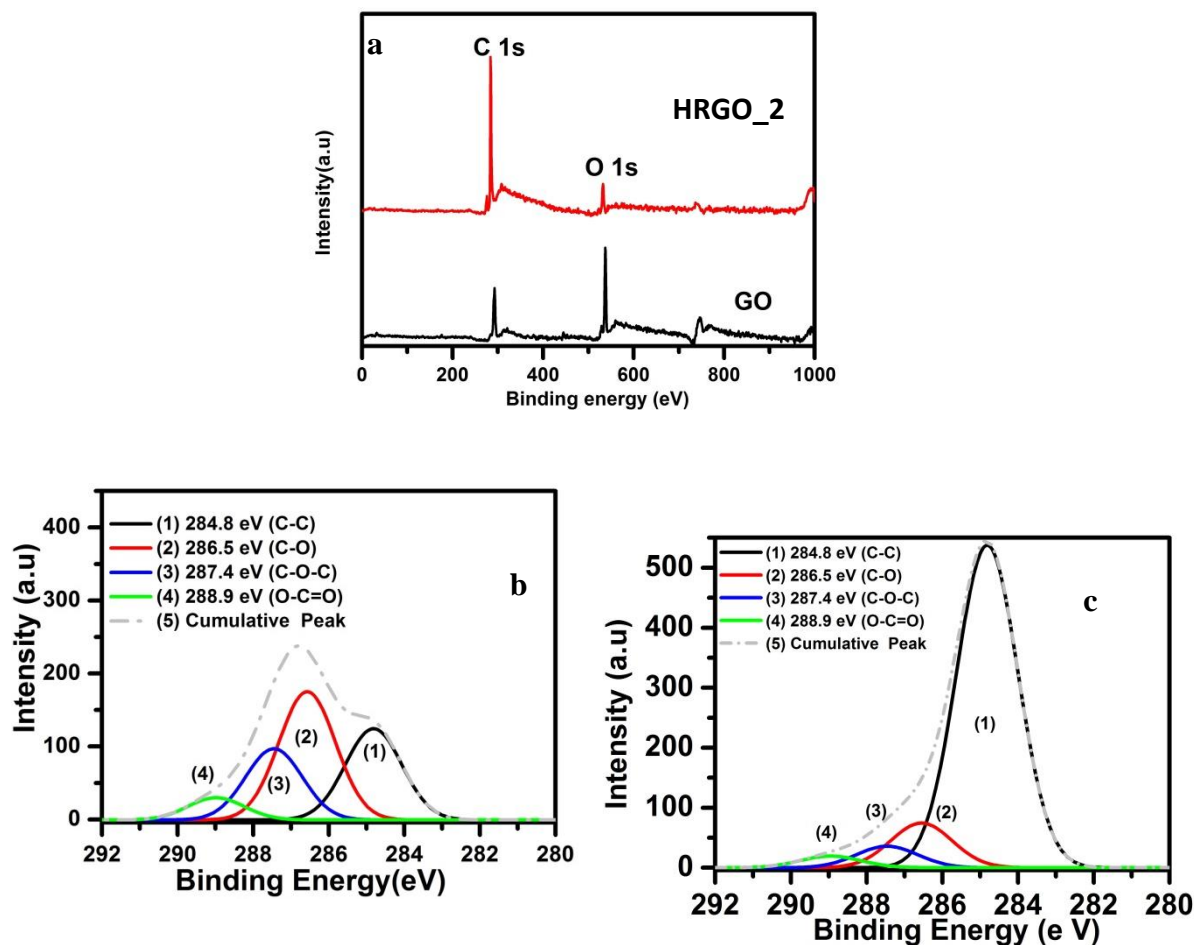 a
C 1s
HRGO_2
O 1s
GO
Intensity(a.u)
0 200 400 600 800 1000
Binding energy (eV)
(1) 284.8 eV (C-C)
(2) 286.5 eV (C-O)
(3) 287.4 eV (C-O-C)
(4) 288.9 eV (O-C=O)
(5) Cumulative Peak
b
400
300
200
100
0
Intensity (a.u)
(4)
(3)
(2)
(1)
292 290 288 286 284 282 280
Binding Energy(eV)
(1) 284.8 eV (C-C)
(2) 286.5 eV (C-O)
(3) 287.4 eV (C-O-C)
(4) 288.9 eV (O-C=O)
(5) Cumulative Peak
c
500
400
300
200
100
0
Intensity (a.u)
(1)
(4)
(3)
(2)
292 290 288 286 284 282 280
Binding Energy (e V)